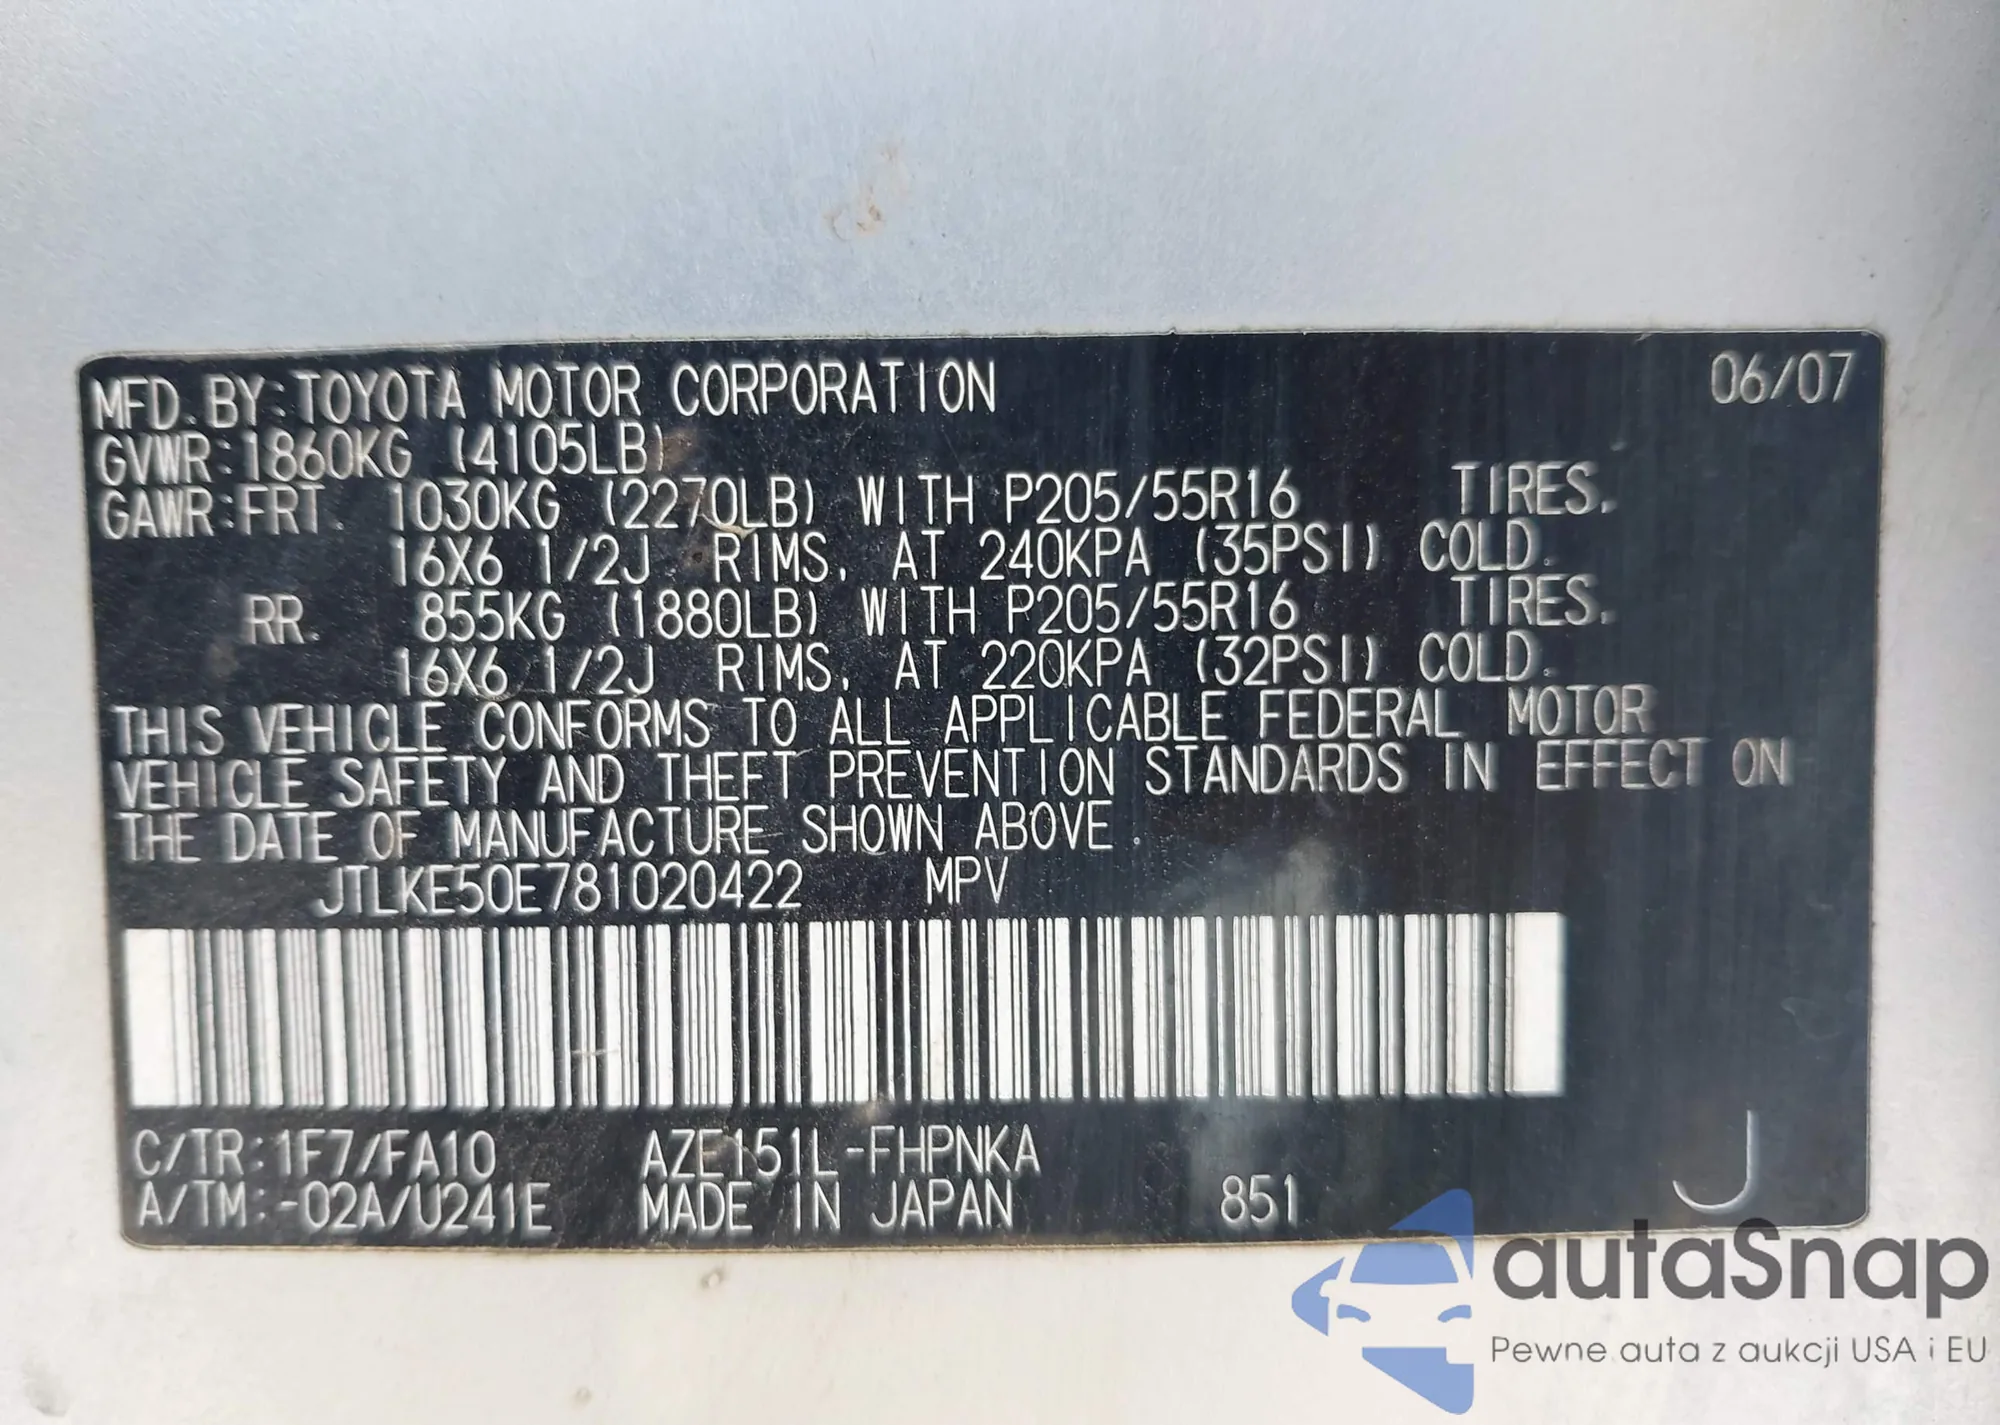 MFD. BY: TOYOTA MOTOR CORPORATION 06/07
GVWR: 1860KG (4105LB)
GAWR: FRT. 1030KG (2270LB) WITH P205/55R16 TIRES.
16X6 1/2J RIMS, AT 240KPA (35PSI) COLD.
RR. 855KG (1880LB) WITH P205/55R16 TIRES.
16X6 1/2J RIMS, AT 220KPA (32PSI) COLD.
THIS VEHICLE CONFORMS TO ALL APPLICABLE FEDERAL MOTOR
VEHICLE SAFETY AND THEFT PREVENTION STANDARDS IN EFFECT ON
THE DATE OF MANUFACTURE SHOWN ABOVE.
JTLKE50E781020422 MPV
C/TR: 1F7/FA10 AZE151L-FHPNKA
A/TM: -02A/U241E MADE IN JAPAN 851 J
autaSnap
Pewne auta z aukcji USA i EU